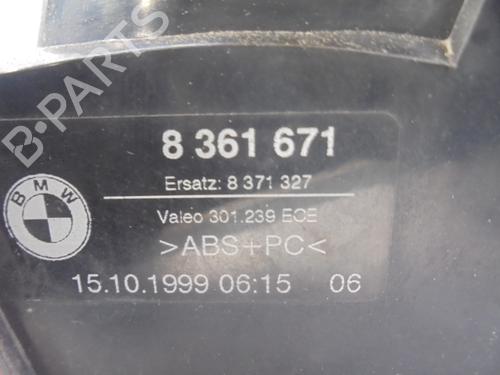 B-PARTS
8 361 671
Ersatz: 8 371 327
BMW
Valeo 301.239 ECE
>ABS+PC<
15.10.1999 06:15 06